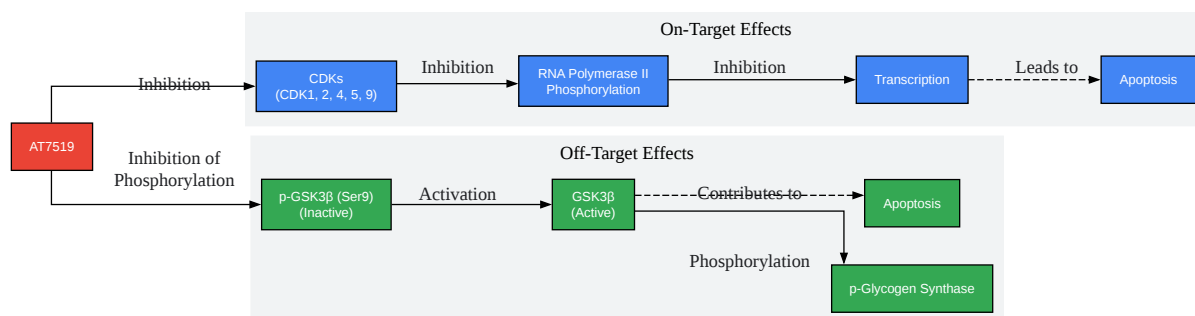 On-Target Effects
Inhibition
CDKs
(CDK1, 2, 4, 5, 9)
Inhibition
RNA Polymerase II
Phosphorylation
Inhibition
Transcription
Leads to
Apoptosis
AT7519
Off-Target Effects
Inhibition of
Phosphorylation
p-GSK3β (Ser9)
(Inactive)
Activation
GSK3β
(Active)
Contributes to
Apoptosis
Phosphorylation
p-Glycogen Synthase